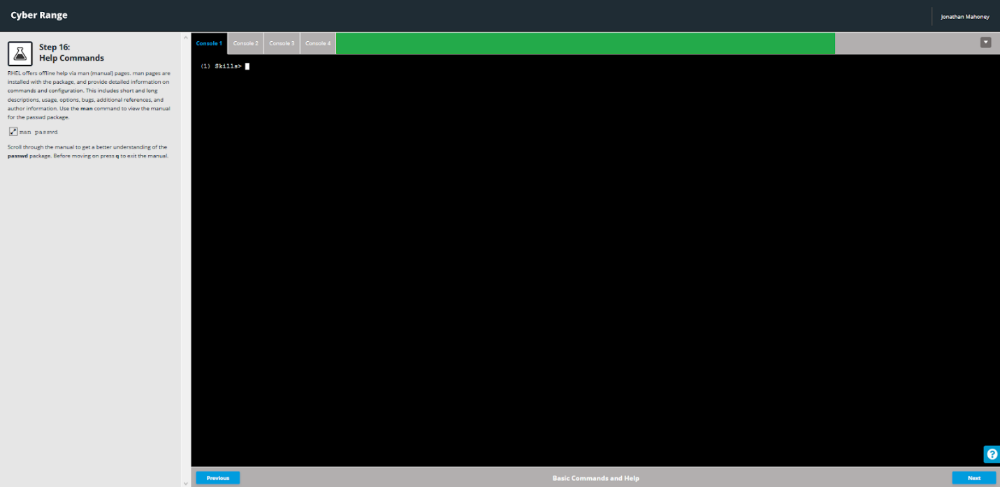 Cyber Range
Jonathan Mahoney
Step 16:
Help Commands
RHEL offers offline help via man (manual) pages. man pages are
installed with the package, and provide detailed information on
commands and configuration. This includes short and long
descriptions, usage, options, bugs, additional references, and
author information. Use the man command to view the manual
for the passwd package.
man passwd
Scroll through the manual to get a better understanding of the
passwd package. Before moving on press q to exit the manual.
Console 1
Console 2
Console 3
Console 4
(1) Skills>
?
Previous
Basic Commands and Help
Next